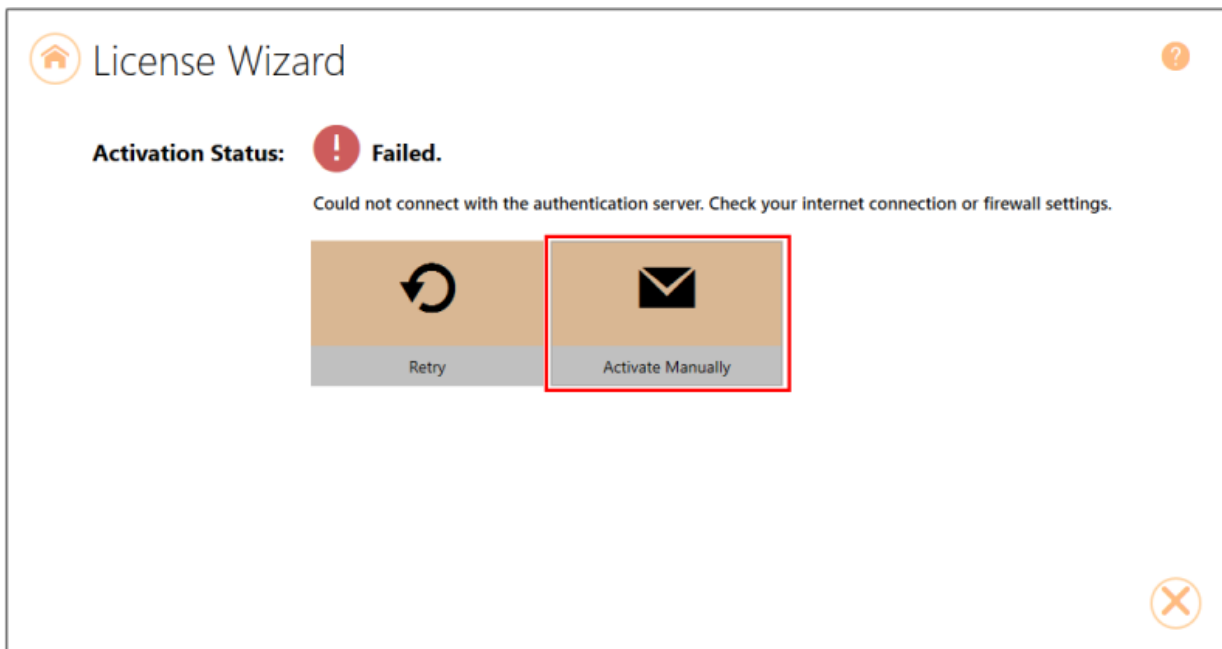 License Wizard
?
Activation Status:
! Failed.
Could not connect with the authentication server. Check your internet connection or firewall settings.
Retry
Activate Manually